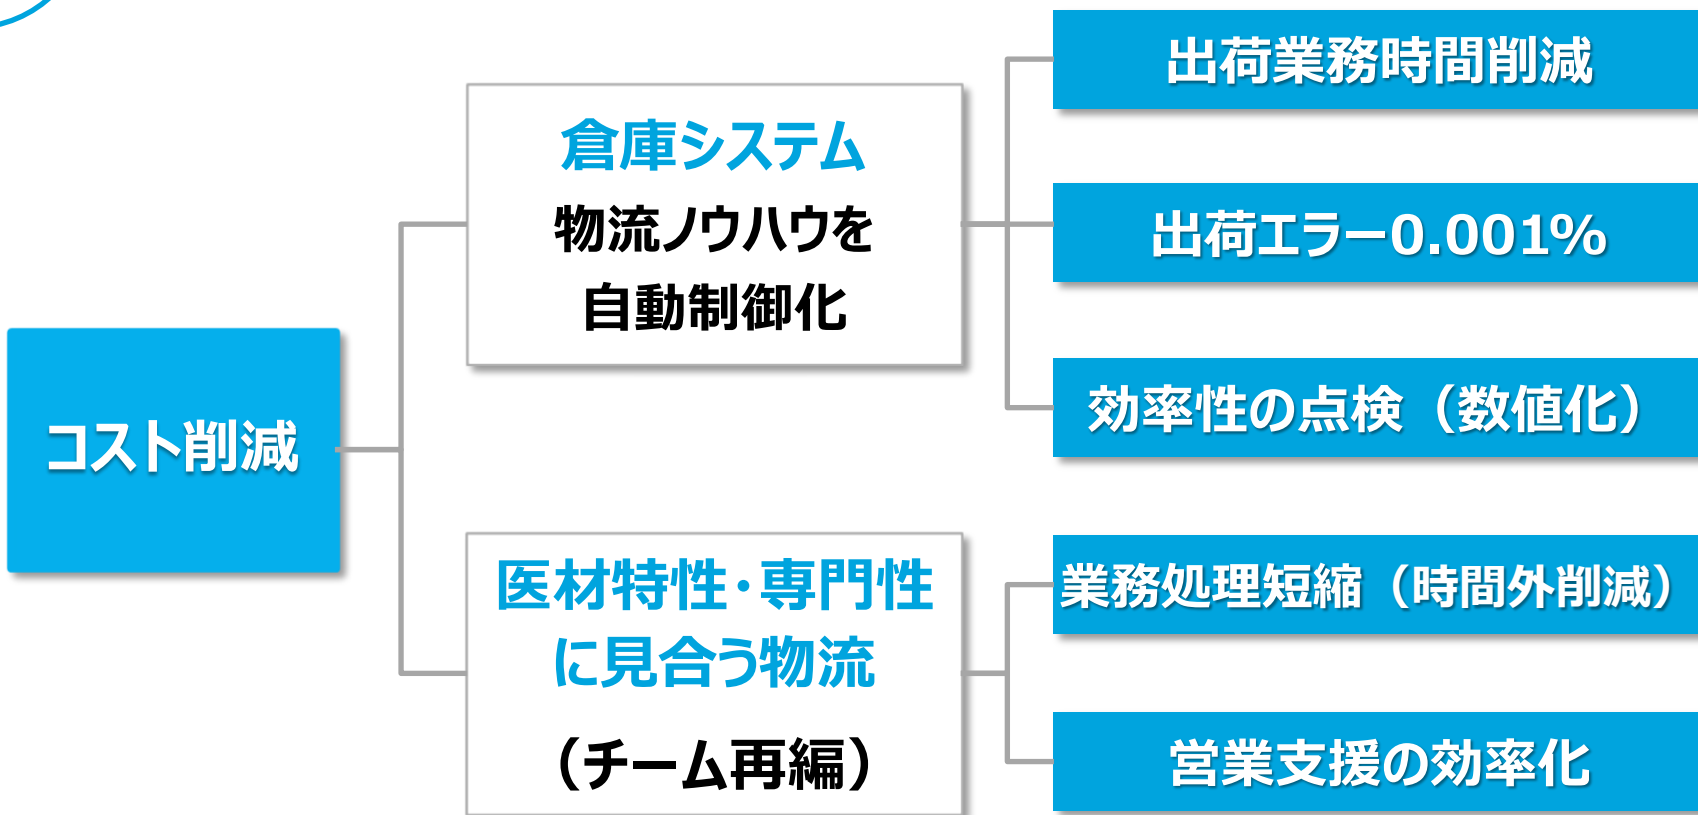 コスト削減
倉庫システム
物流ノウハウを
自動制御化
出荷業務時間削減
出荷エラー0.001%
効率性の点検（数値化）
医材特性・専門性
に見合う物流
（チーム再編）
業務処理短縮（時間外削減）
営業支援の効率化